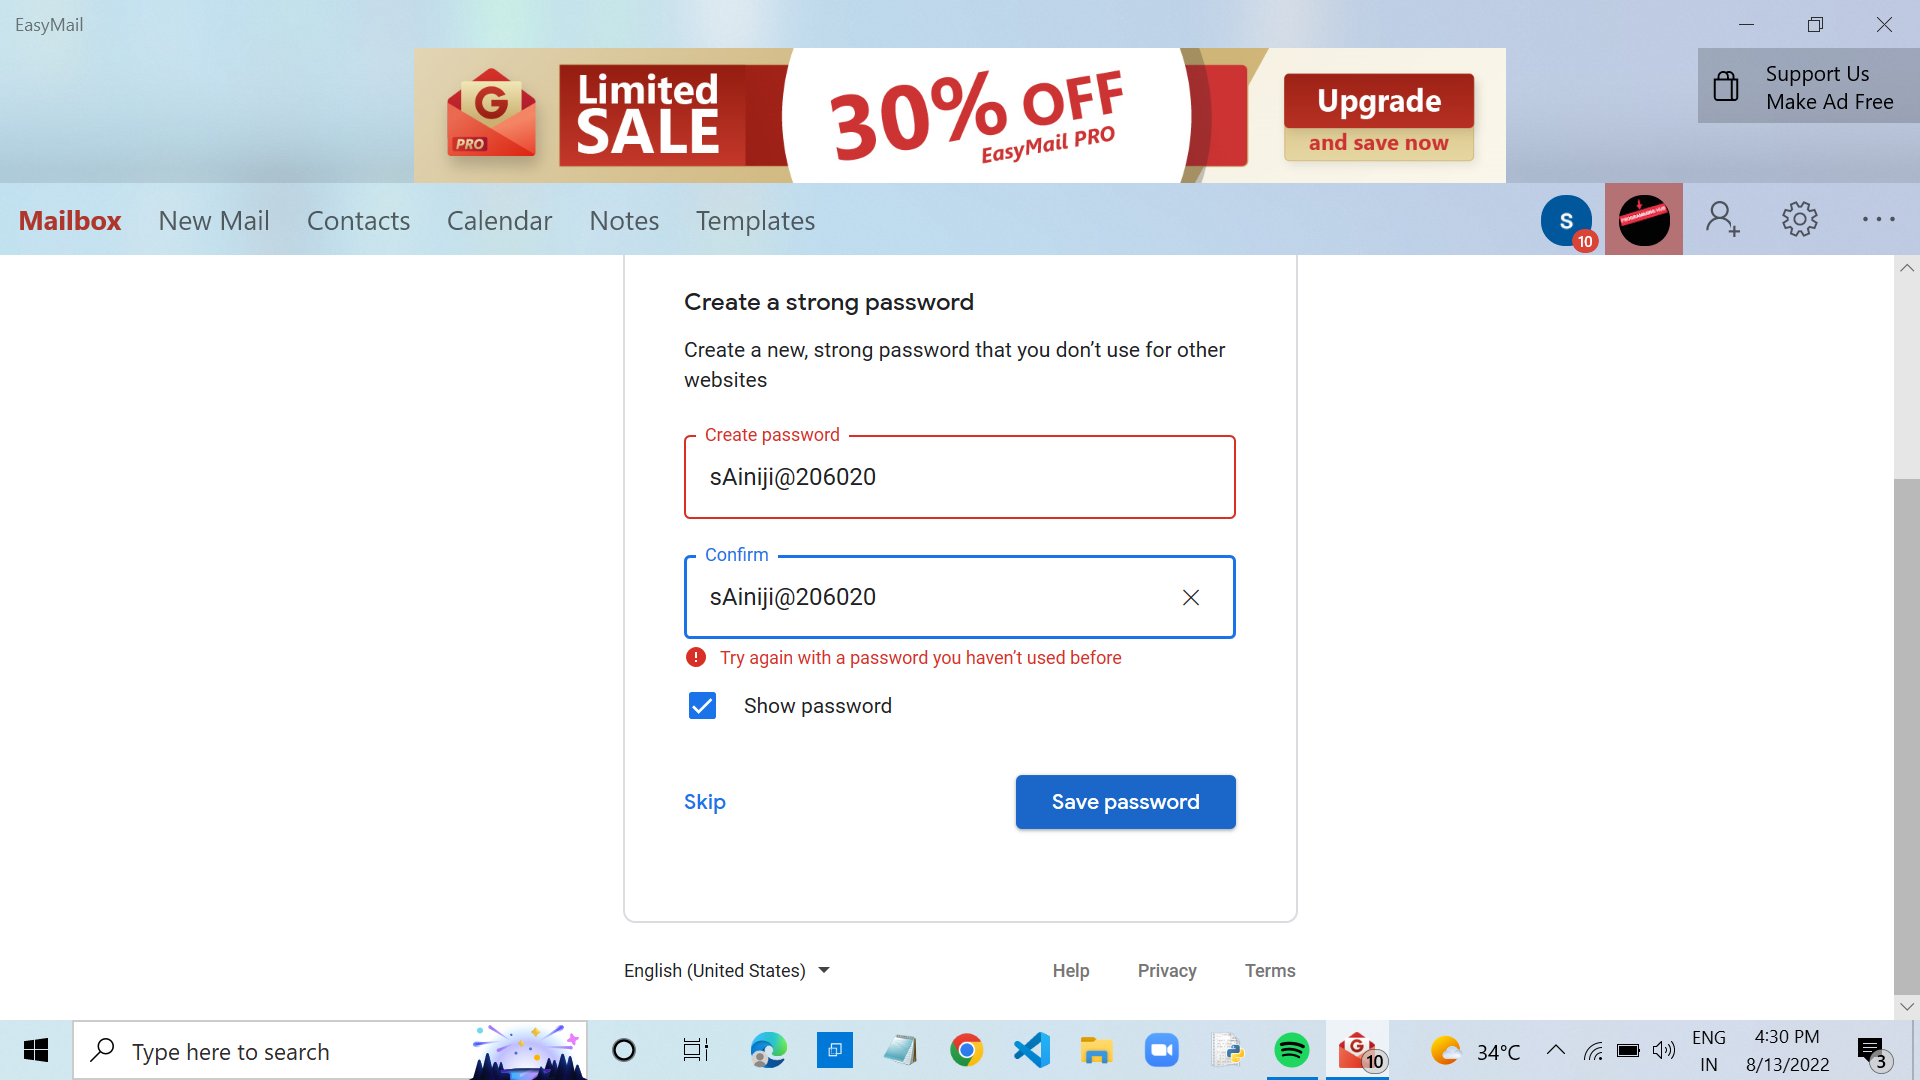 EasyMail
G
PRO
Limited
SALE
30% OFF
EasyMail PRO
Upgrade
and save now
Support Us
Make Ad Free
Mailbox
New Mail
Contacts
Calendar
Notes
Templates
S
10
PROGRAMMING HUB
Create a strong password
Create a new, strong password that you don’t use for other
websites
Create password
sAiniji@206020
Confirm
sAiniji@206020
Try again with a password you haven’t used before
Show password
Skip
Save password
English (United States)
Help
Privacy
Terms
Type here to search
G
10
34°C
ENG
IN
4:30 PM
8/13/2022
3